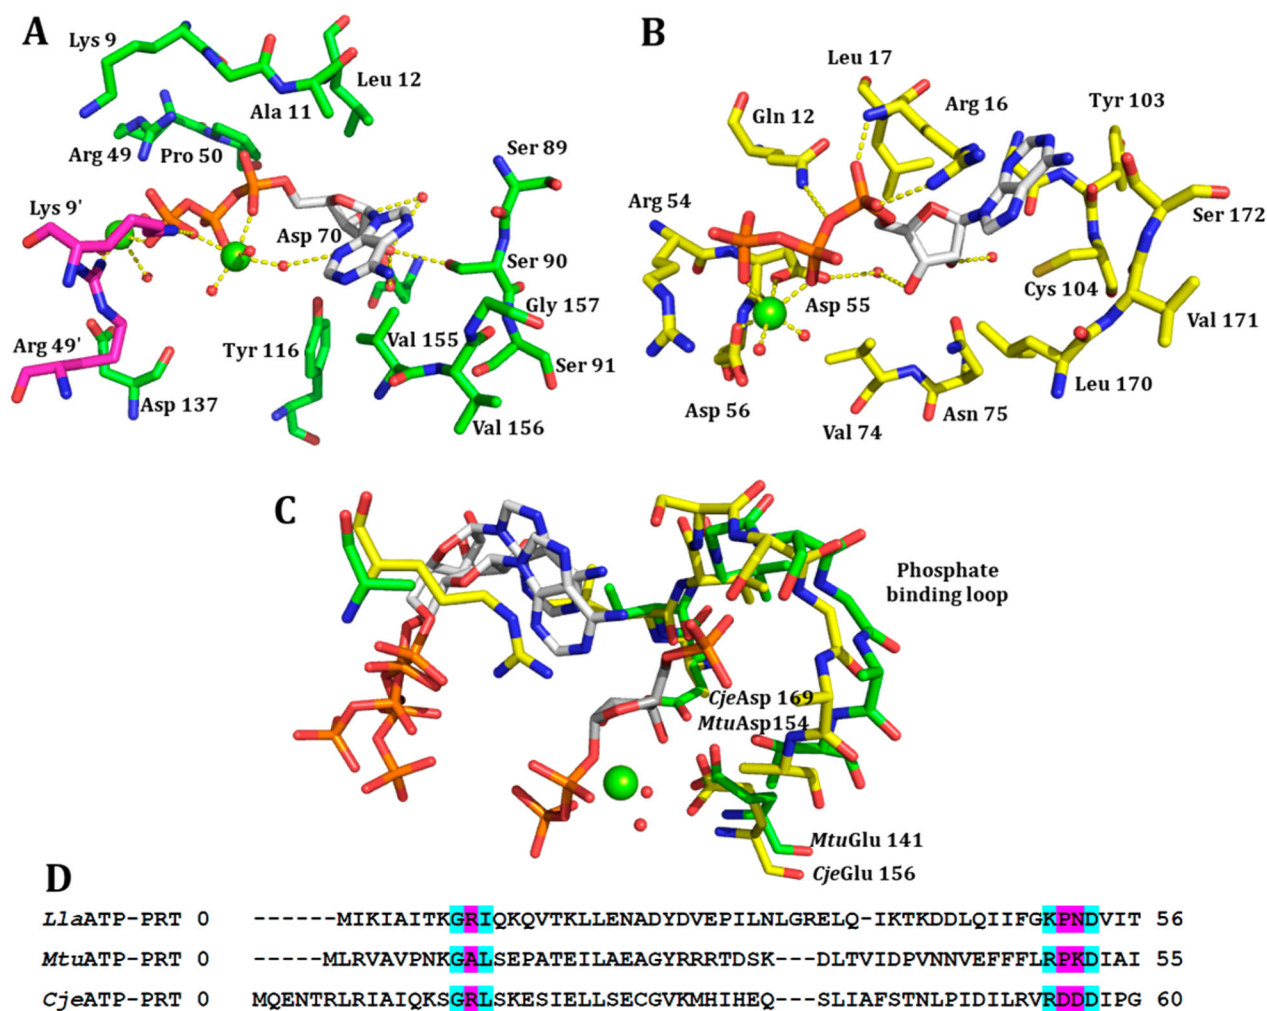 A
Lys 9
Leu 12
Ala 11
Arg 49
Pro 50
Ser 89
Lys 9'
Asp 70
Ser 90
Gly 157
Arg 49'
Tyr 116
Val 155
Ser 91
Asp 137
Val 156
B
Leu 17
Gln 12
Arg 16
Tyr 103
Arg 54
Ser 172
Asp 55
Cys 104
Val 171
Asp 56
Leu 170
Val 74
Asn 75
C
Phosphate
binding loop
CjeAsp 169
MtuAsp154
MtuGlu 141
CjeGlu 156
D
LlaATP-PRT 0 ------MIKIAITKGRIQKQVTKLLENADYDVEPILNLGRELQ-IKTKDDLQIIFGKPNDVIT 56
MtuATP-PRT 0 -----MLRVAVPNKGALSEPATEILAEAGYRRRTDSK---DLTVIDPVNNVEFFFLRPKDIAI 55
CjeATP-PRT 0 MQENTRLRIAIQKSGRLSKESIELLSECGVKMHIHEQ---SLIAFSTNLPIDILRVRDDDIPG 60